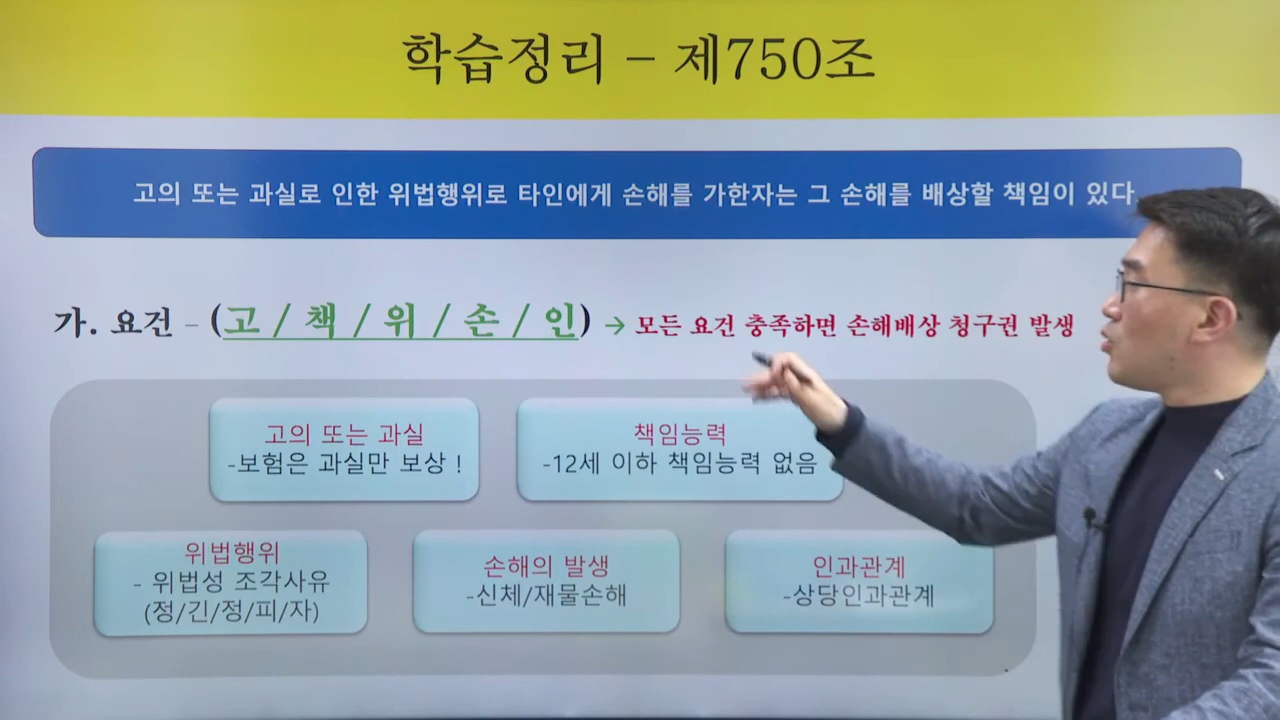 학습정리 – 제750조
고의 또는 과실로 인한 위법행위로 타인에게 손해를 가한자는 그 손해를 배상할 책임이 있다.
가. 요건 – (고 / 책 / 위 / 손 / 인) → 모든 요건 충족하면 손해배상 청구권 발생
고의 또는 과실
-보험은 과실만 보상 !
책임능력
-12세 이하 책임능력 없음
위법행위
- 위법성 조각사유
(정/긴/정/피/자)
손해의 발생
-신체/재물손해
인과관계
-상당인과관계